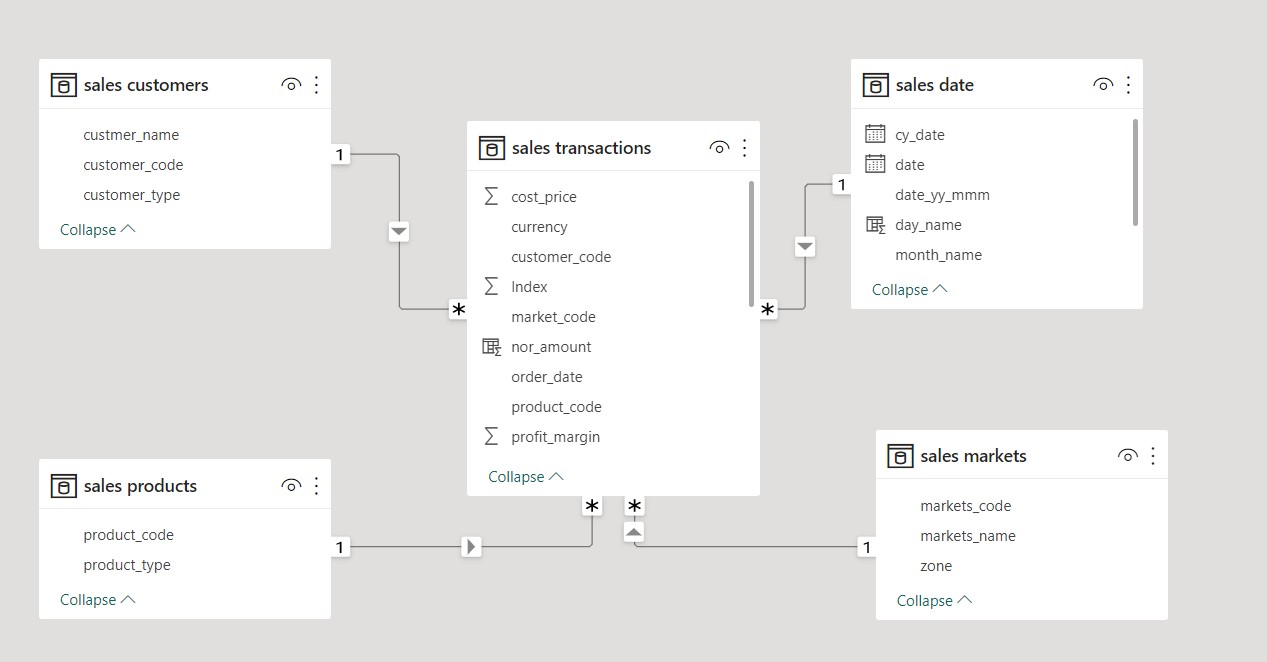 sales customers
custmer_name
customer_code
customer_type
Collapse
1
*
sales transactions
cost_price
currency
customer_code
Index
market_code
nor_amount
order_date
product_code
profit_margin
Collapse
sales date
cy_date
date
date_yy_mmm
day_name
month_name
Collapse
1
*
sales products
product_code
product_type
Collapse
1
*
sales markets
markets_code
markets_name
zone
Collapse
1
*